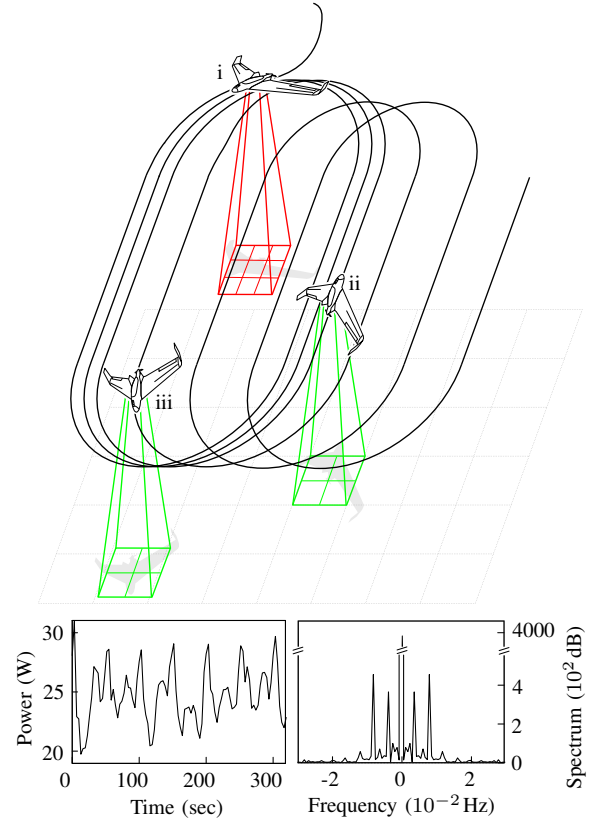 i
ii
iii
30
25
20
Power (W)
0 100 200 300
Time (sec)
4000
4
2
0
Spectrum (10² dB)
−2 0 2
Frequency (10⁻² Hz)